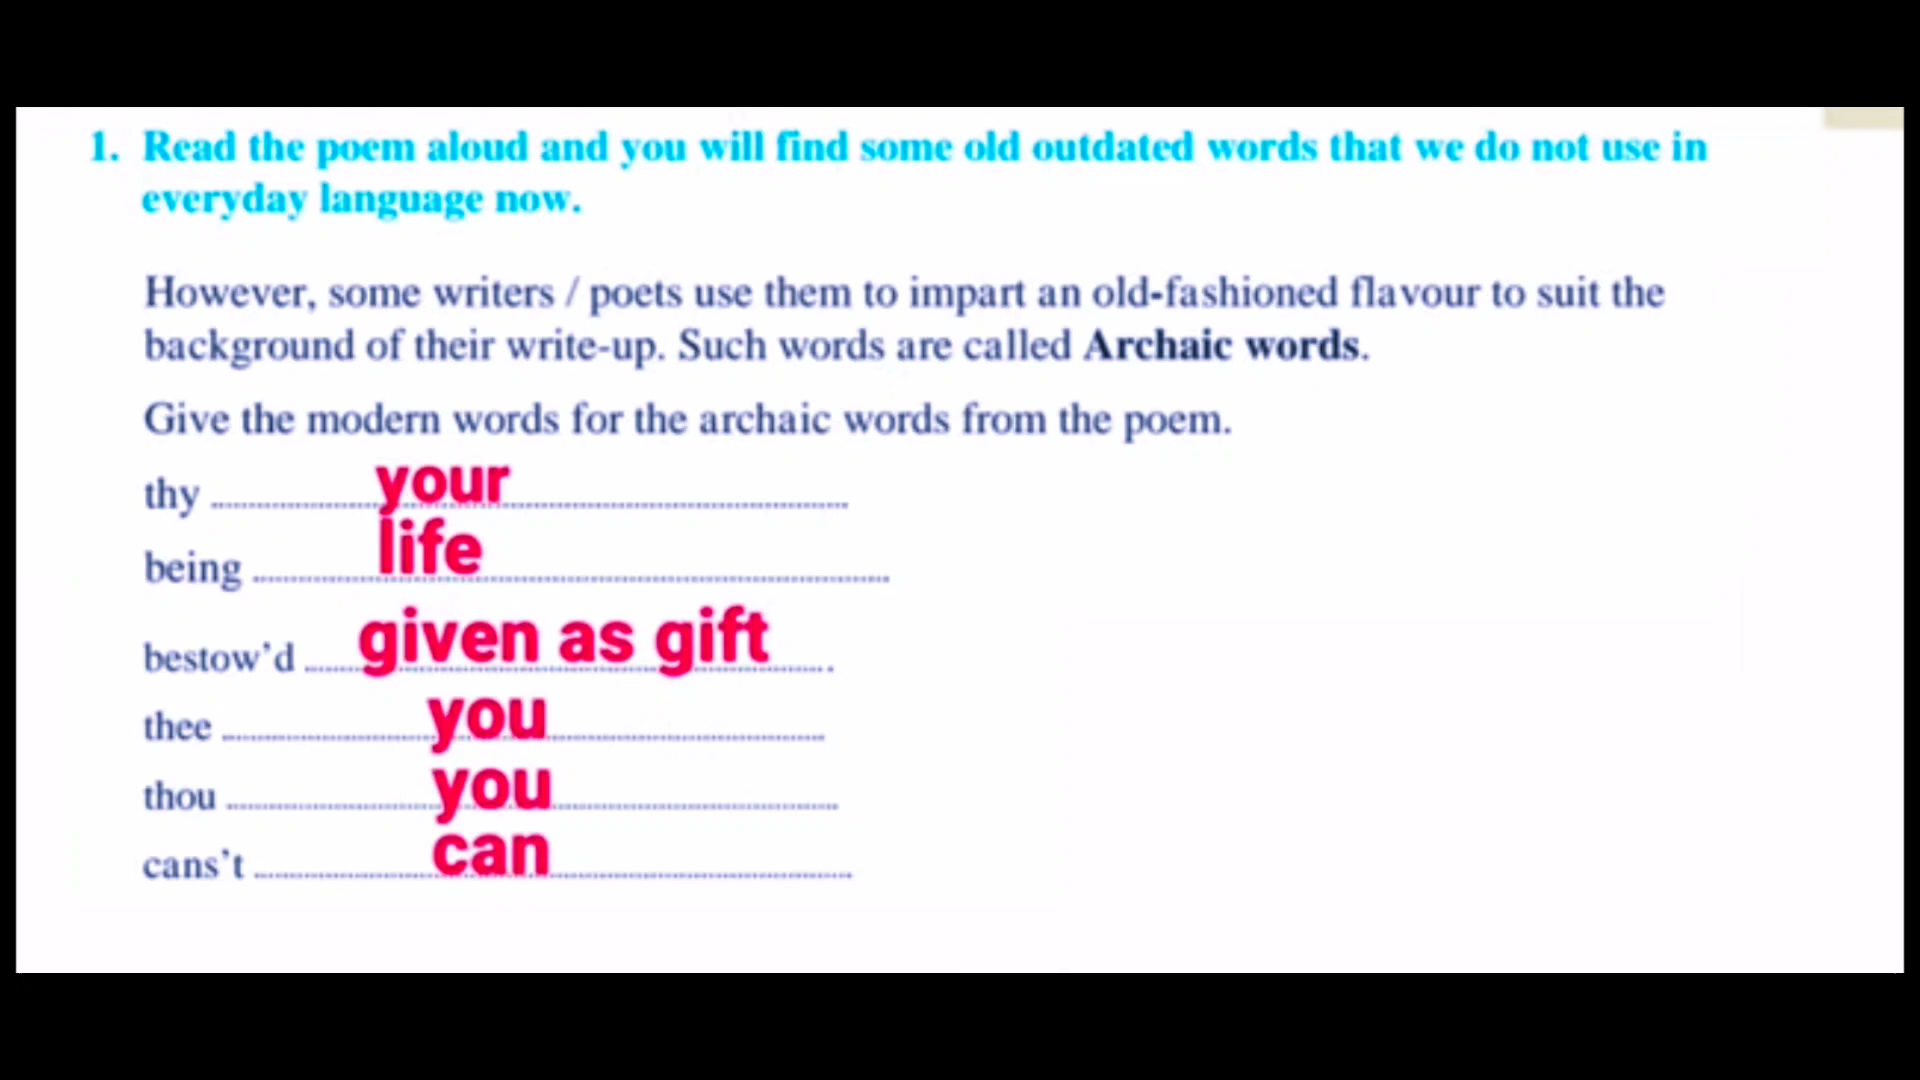 1. Read the poem aloud and you will find some old outdated words that we do not use in
everyday language now.
However, some writers / poets use them to impart an old-fashioned flavour to suit the
background of their write-up. Such words are called Archaic words.
Give the modern words for the archaic words from the poem.
thy your
being life
bestow'd given as gift
thee you
thou you
cans't can